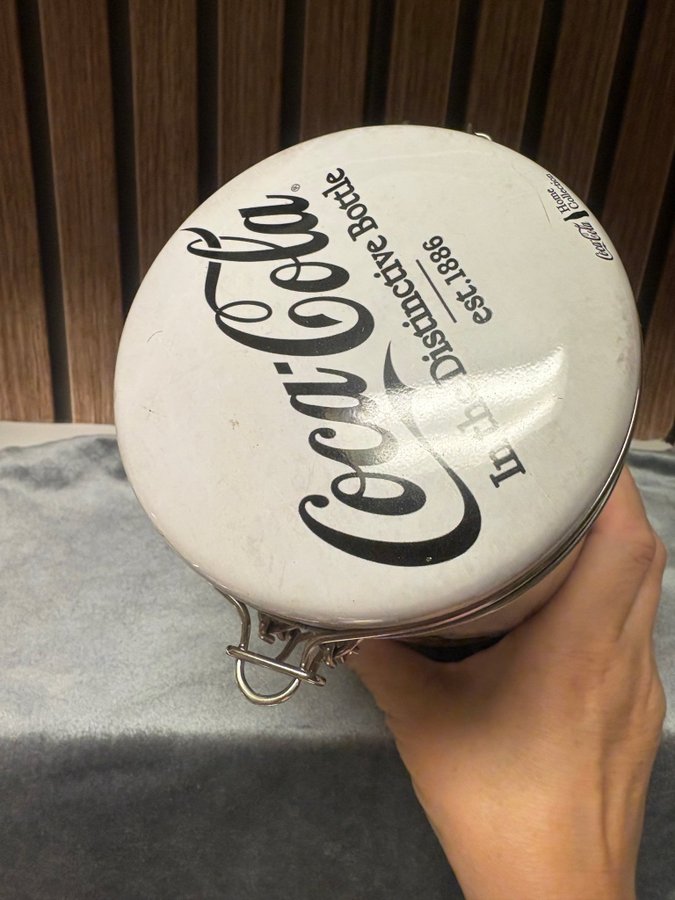 Coca-Cola®
In the Distinctive Bottle
est.1886
Coca-Cola Home
Collection